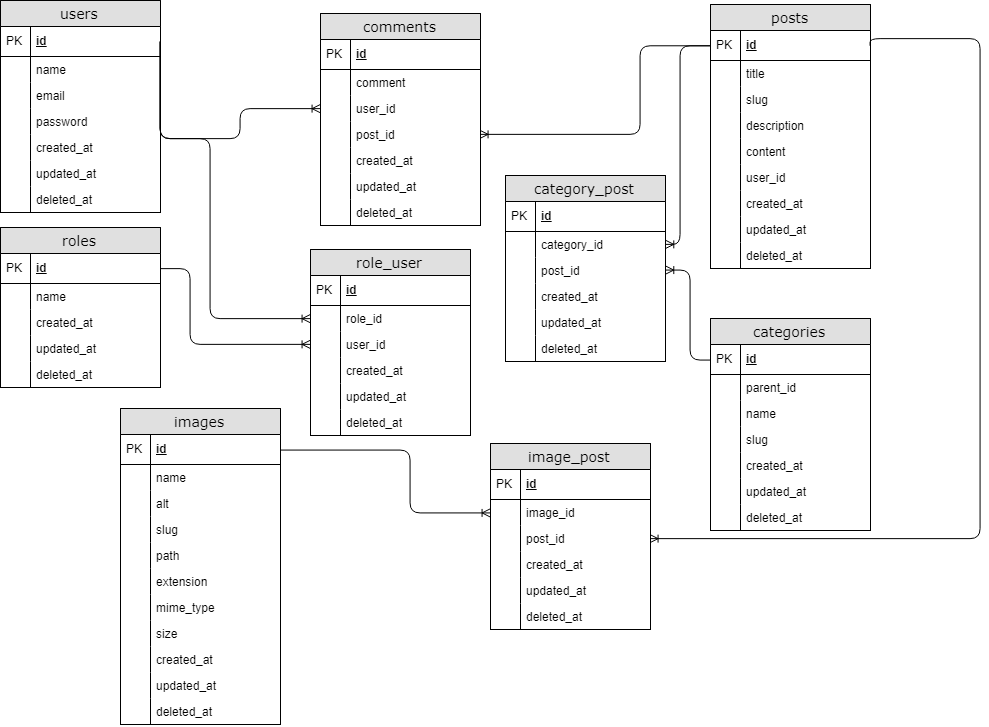 users
PK id
name
email
password
created_at
updated_at
deleted_at
comments
PK id
comment
user_id
post_id
created_at
updated_at
deleted_at
posts
PK id
title
slug
description
content
user_id
created_at
updated_at
deleted_at
category_post
PK id
category_id
post_id
created_at
updated_at
deleted_at
roles
PK id
name
created_at
updated_at
deleted_at
role_user
PK id
role_id
user_id
created_at
updated_at
deleted_at
categories
PK id
parent_id
name
slug
created_at
updated_at
deleted_at
images
PK id
name
alt
slug
path
extension
mime_type
size
created_at
updated_at
deleted_at
image_post
PK id
image_id
post_id
created_at
updated_at
deleted_at